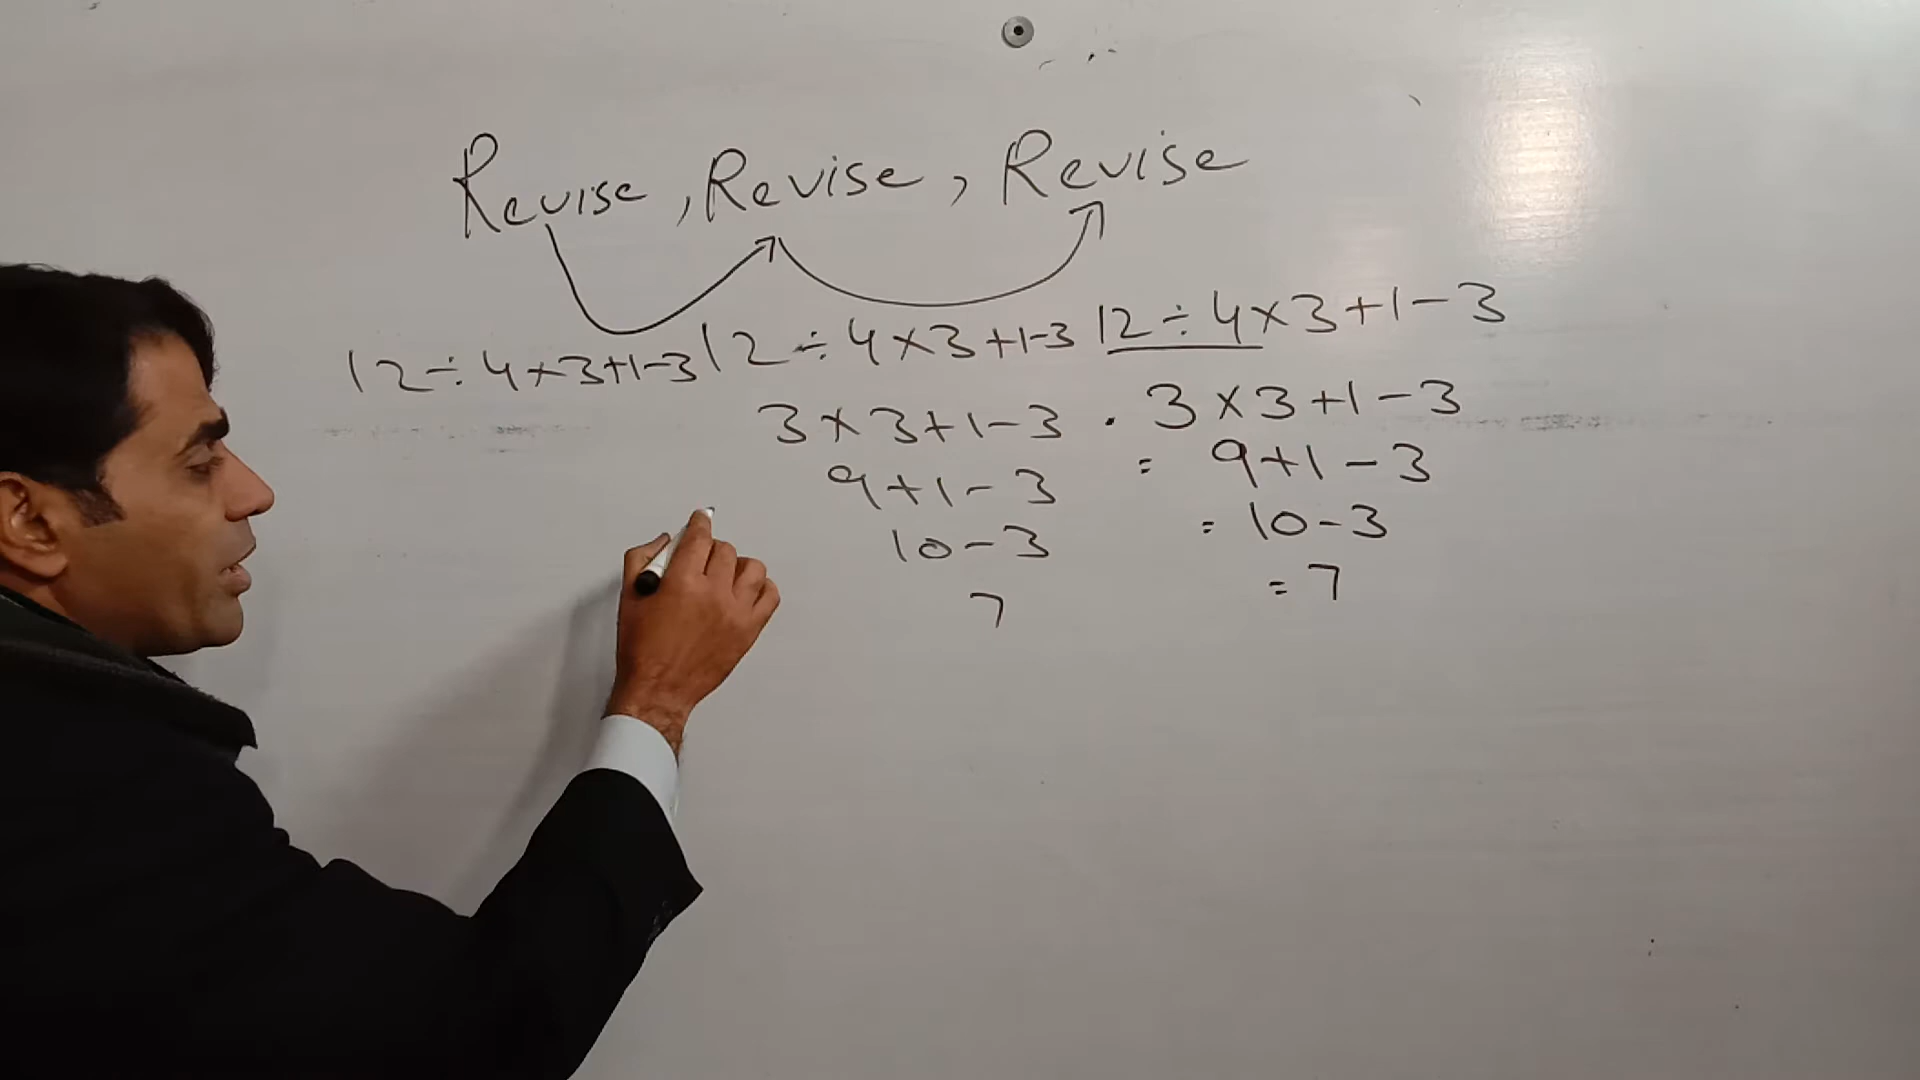 Revise, Revise, Revise
12÷4×3+1-3 12÷4×3+1-3 12÷4×3+1-3
3×3+1-3 . 3×3+1-3
9+1-3 = 9+1-3
10-3 = 10-3
7 = 7